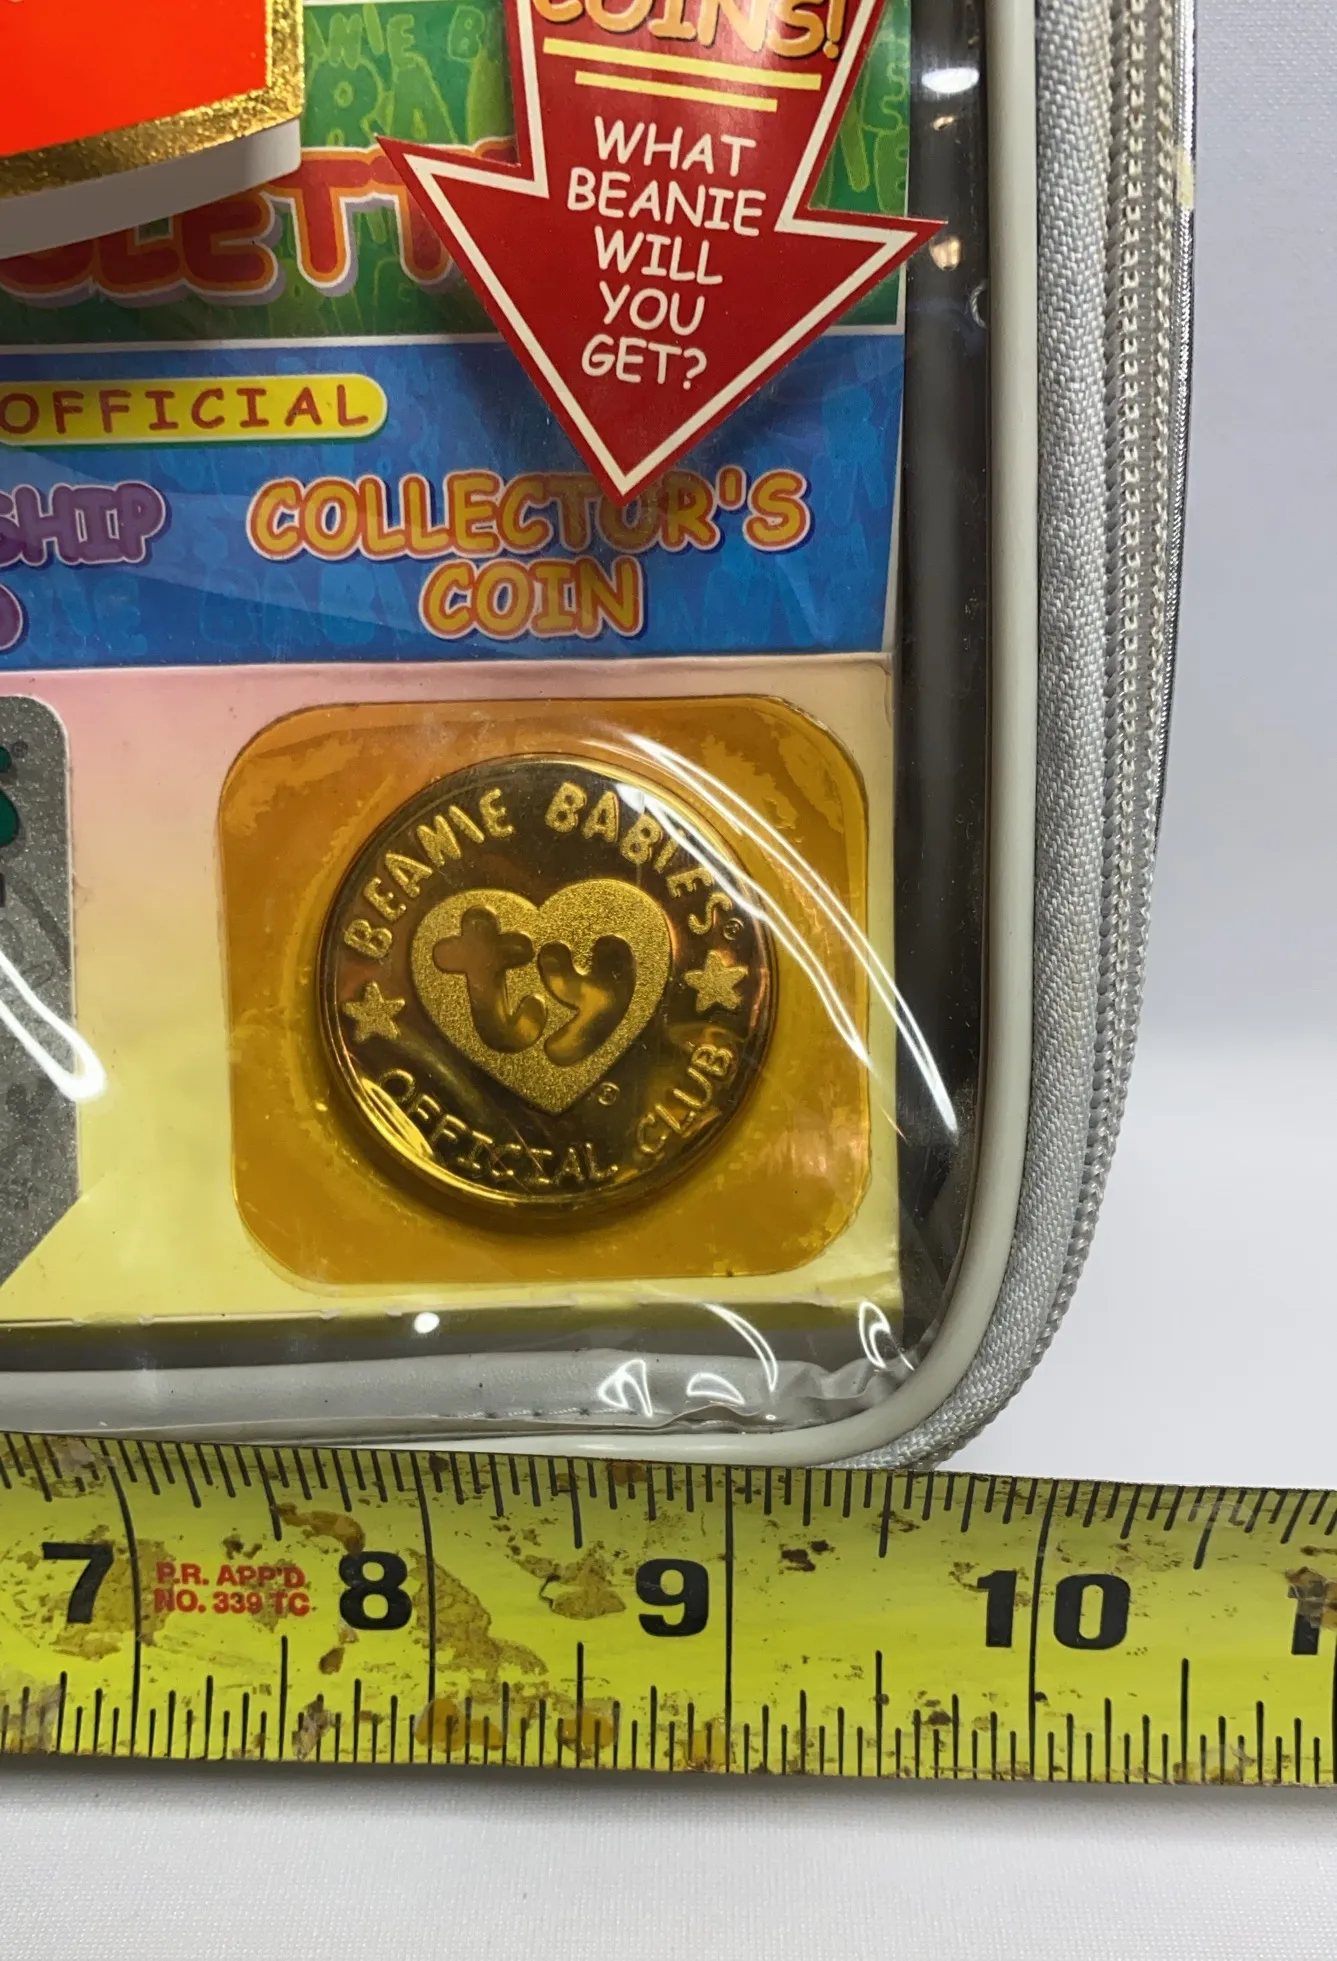 COINS!
WHAT
BEANIE
WILL
YOU
GET?
OFFICIAL
COLLECTOR'S
COIN
BEANIE BABIES®
ty®
OFFICIAL CLUB
7 8 9 10
P.R. APP'D
NO. 339 TC